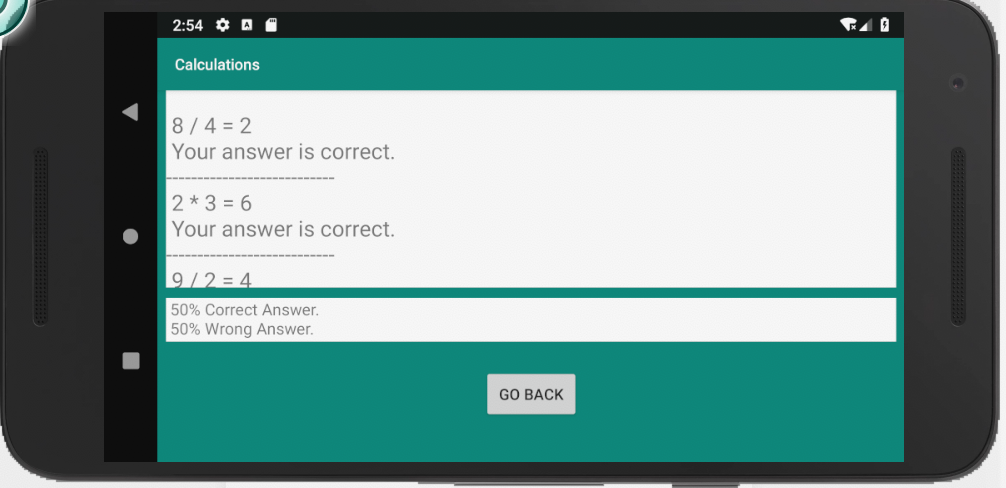 2:54
Calculations
8 / 4 = 2
Your answer is correct.
----------------------------
2 * 3 = 6
Your answer is correct.
----------------------------
9 / 2 = 4
50% Correct Answer.
50% Wrong Answer.
GO BACK